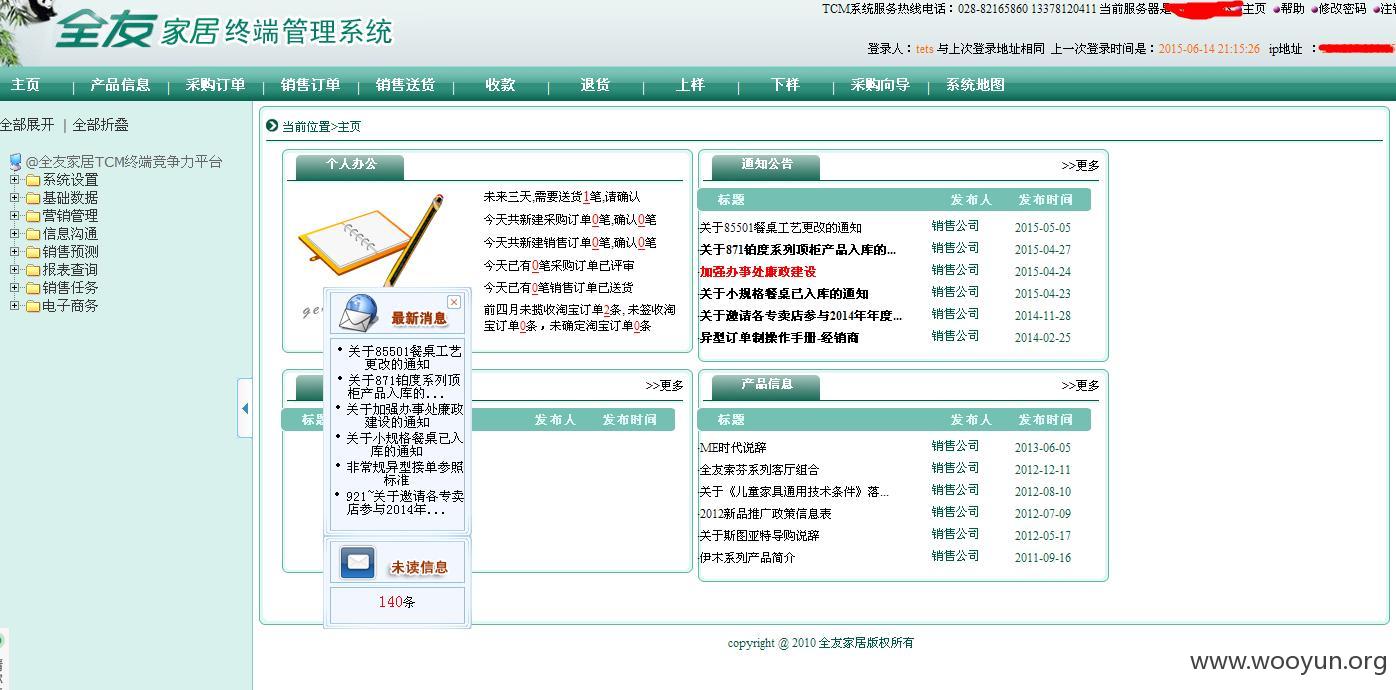 全友家居终端管理系统
TCM系统服务热线电话：028-82165860 13378120411 当前服务器是 主页 帮助 修改密码
登录人：tets 与上次登录地址相同 上一次登录时间是：2015-06-14 21:15:26 ip地址 ：
主页 | 产品信息 | 采购订单 | 销售订单 | 销售送货 | 收款 | 退货 | 上样 | 下样 | 采购向导 | 系统地图
全部展开 | 全部折叠
@全友家居TCM终端竞争力平台
系统设置
基础数据
营销管理
信息沟通
销售预测
报表查询
销售任务
电子商务
当前位置>主页
个人办公
未来三天,需要送货1笔,请确认
今天共新建采购订单0笔,确认0笔
今天共新建销售订单0笔,确认0笔
今天已有0笔采购订单已评审
今天已有0笔销售订单已送货
前四月未揽收淘宝订单2条, 未签收淘
宝订单0条，未确定淘宝订单0条
通知公告 >>更多
标题 发布人 发布时间
·关于85501餐桌工艺更改的通知 销售公司 2015-05-05
·关于871铂度系列顶柜产品入库的... 销售公司 2015-04-27
·加强办事处廉政建设 销售公司 2015-04-24
·关于小规格餐桌已入库的通知 销售公司 2015-04-23
·关于邀请各专卖店参与2014年年度... 销售公司 2014-11-28
·异型订单制操作手册-经销商 销售公司 2014-02-25
最新消息
• 关于85501餐桌工艺
更改的通知
• 关于871铂度系列顶
柜产品入库的...
• 关于加强办事处廉政
建设的通知
• 关于小规格餐桌已入
库的通知
• 非常规异型接单参照
标准
• 921~关于邀请各专卖
店参与2014年...
未读信息
140条
>>更多
标题 发布人 发布时间
产品信息 >>更多
标题 发布人 发布时间
·ME时代说辞 销售公司 2013-06-05
·全友索芬系列客厅组合 销售公司 2012-12-11
·关于《儿童家具通用技术条件》落... 销售公司 2012-08-10
·2012新品推广政策信息表 销售公司 2012-07-09
·关于斯图亚特导购说辞 销售公司 2012-05-17
·伊木系列产品简介 销售公司 2011-09-16
copyright @ 2010 全友家居版权所有
www.wooyun.org